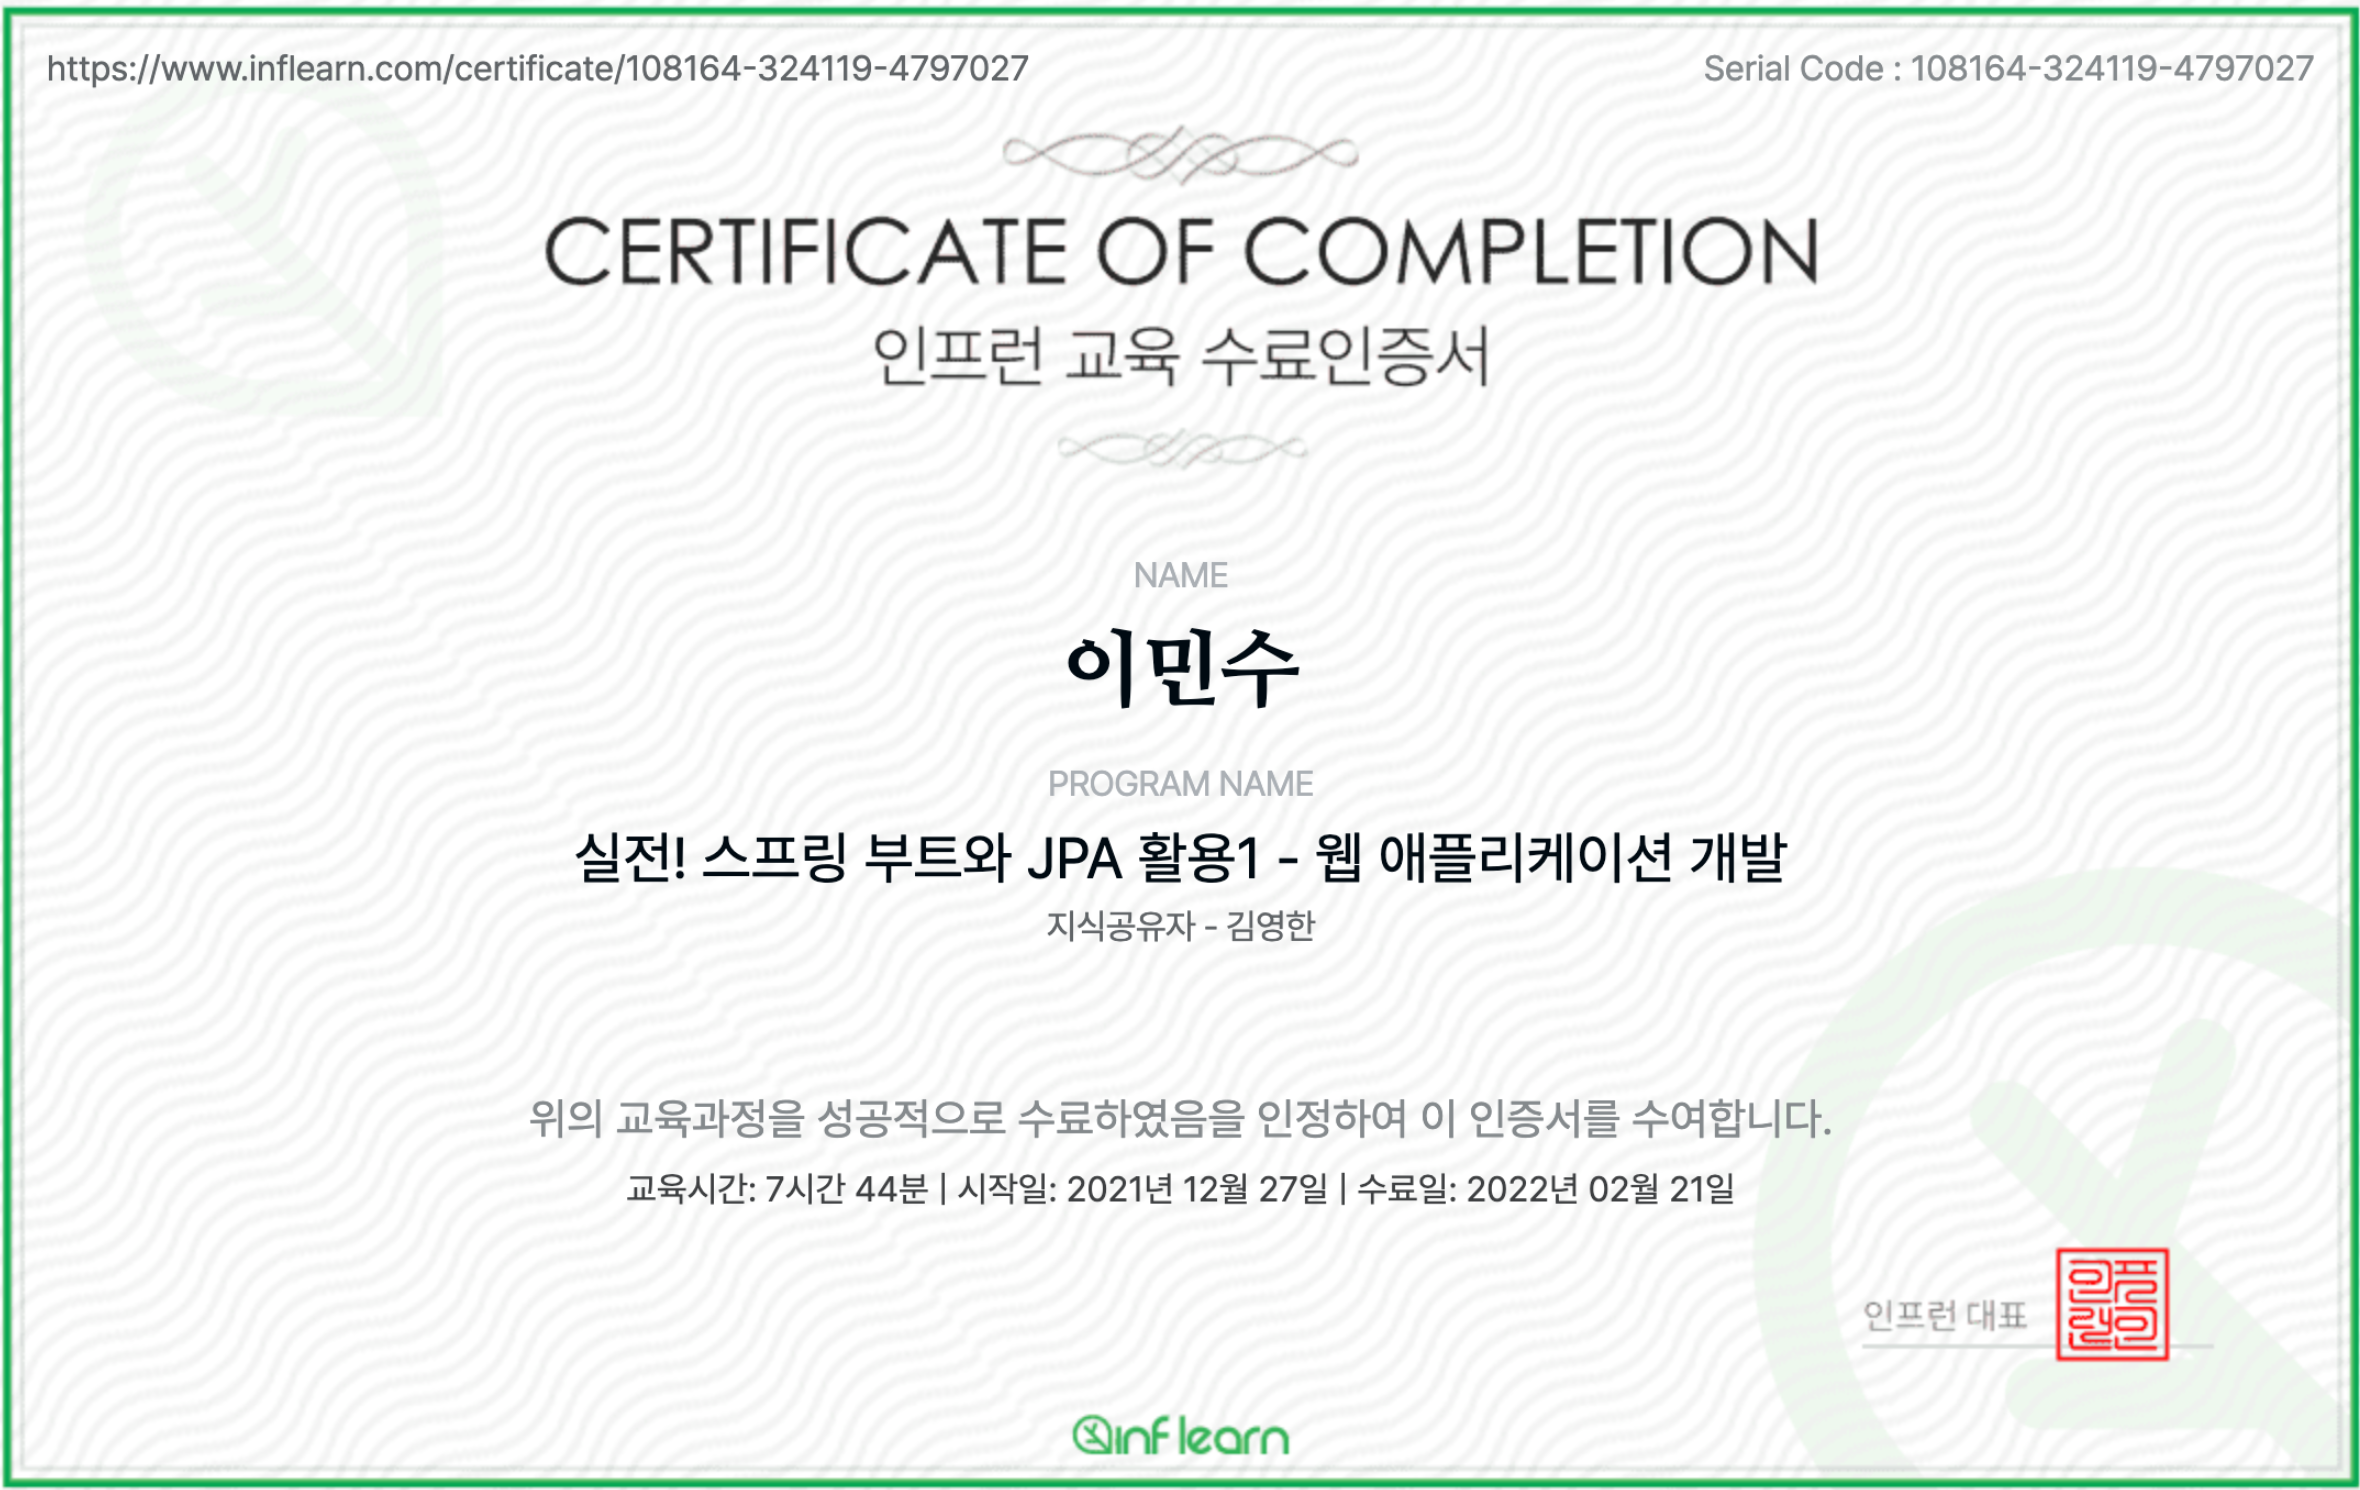 https://www.inflearn.com/certificate/108164-324119-4797027
Serial Code : 108164-324119-4797027
CERTIFICATE OF COMPLETION
인프런 교육 수료인증서
NAME
이민수
PROGRAM NAME
실전! 스프링 부트와 JPA 활용1 - 웹 애플리케이션 개발
지식공유자 - 김영한
위의 교육과정을 성공적으로 수료하였음을 인정하여 이 인증서를 수여합니다.
교육시간: 7시간 44분 | 시작일: 2021년 12월 27일 | 수료일: 2022년 02월 21일
인프런 대표
인프런인
inflearn